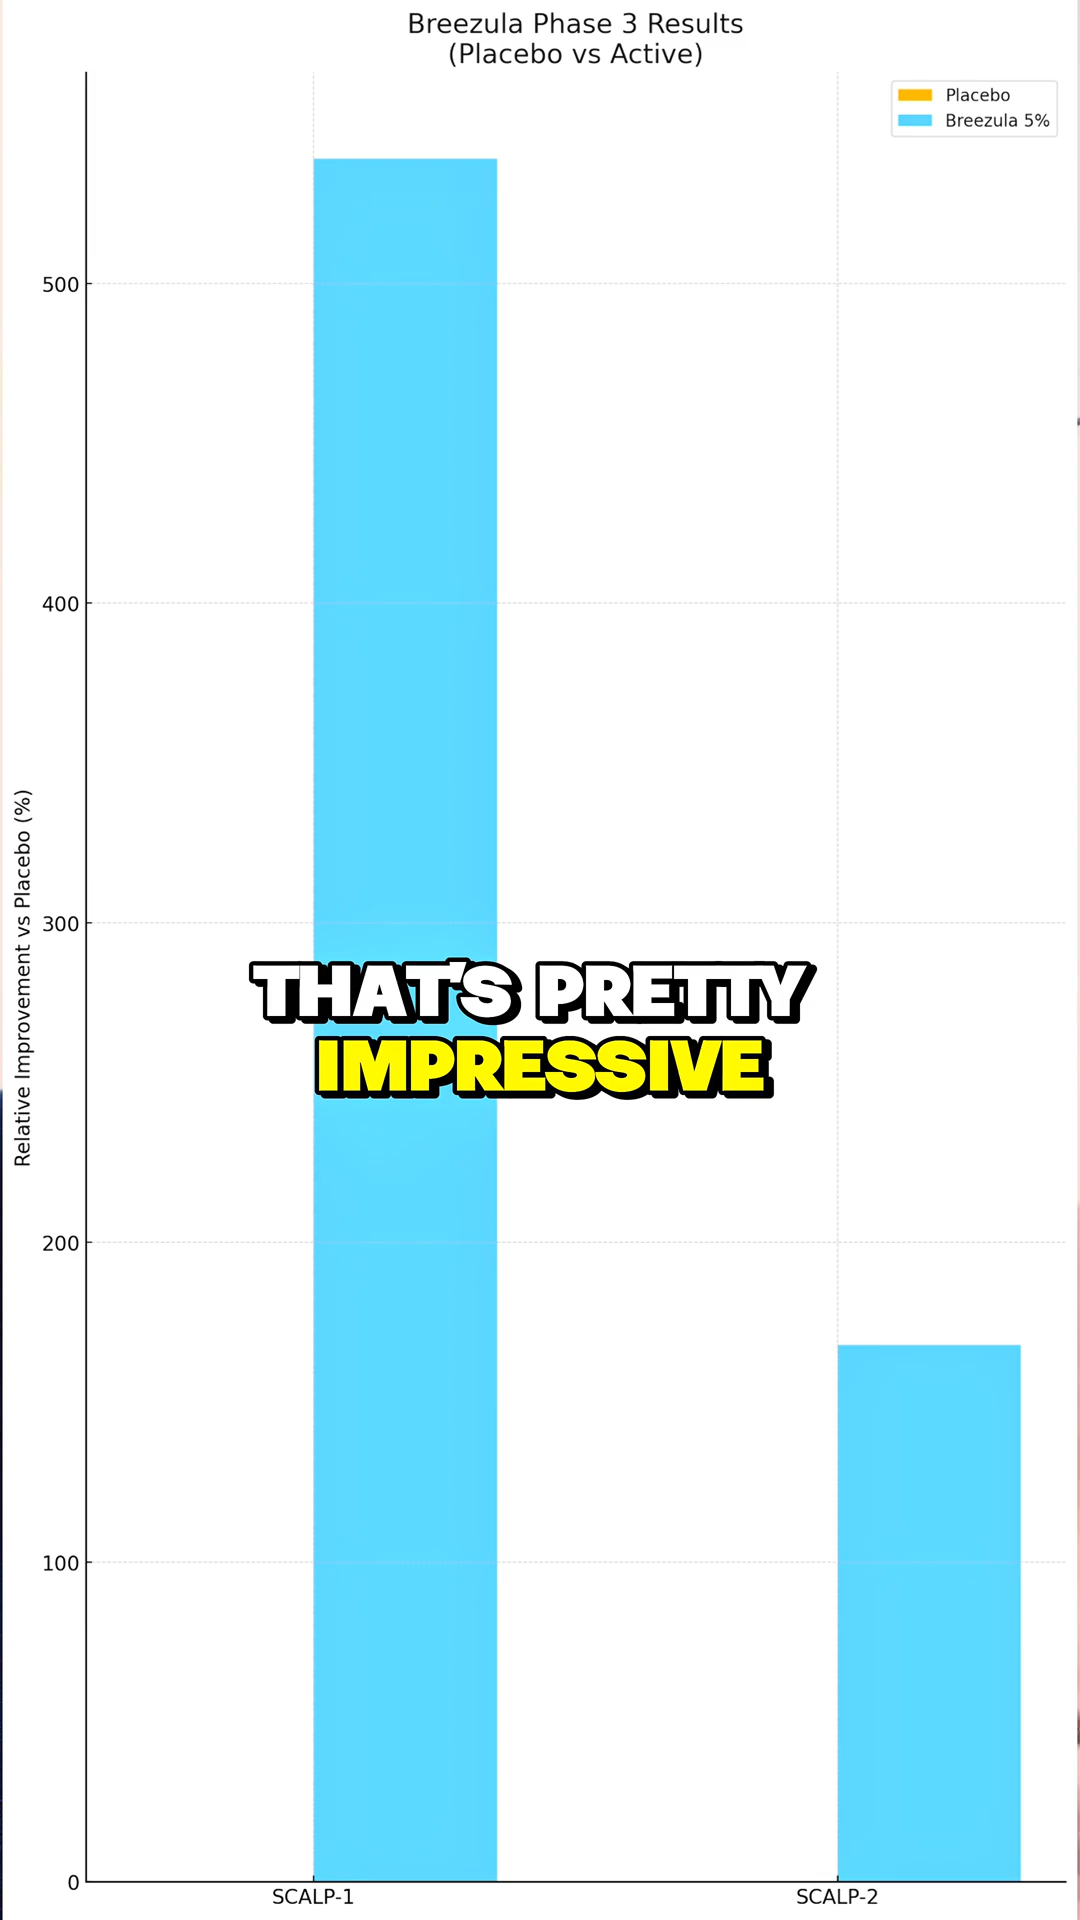 Breezula Phase 3 Results
(Placebo vs Active)
Placebo
Breezula 5%
500
400
300
200
100
0
Relative Improvement vs Placebo (%)
THAT'S PRETTY
IMPRESSIVE
SCALP-1
SCALP-2